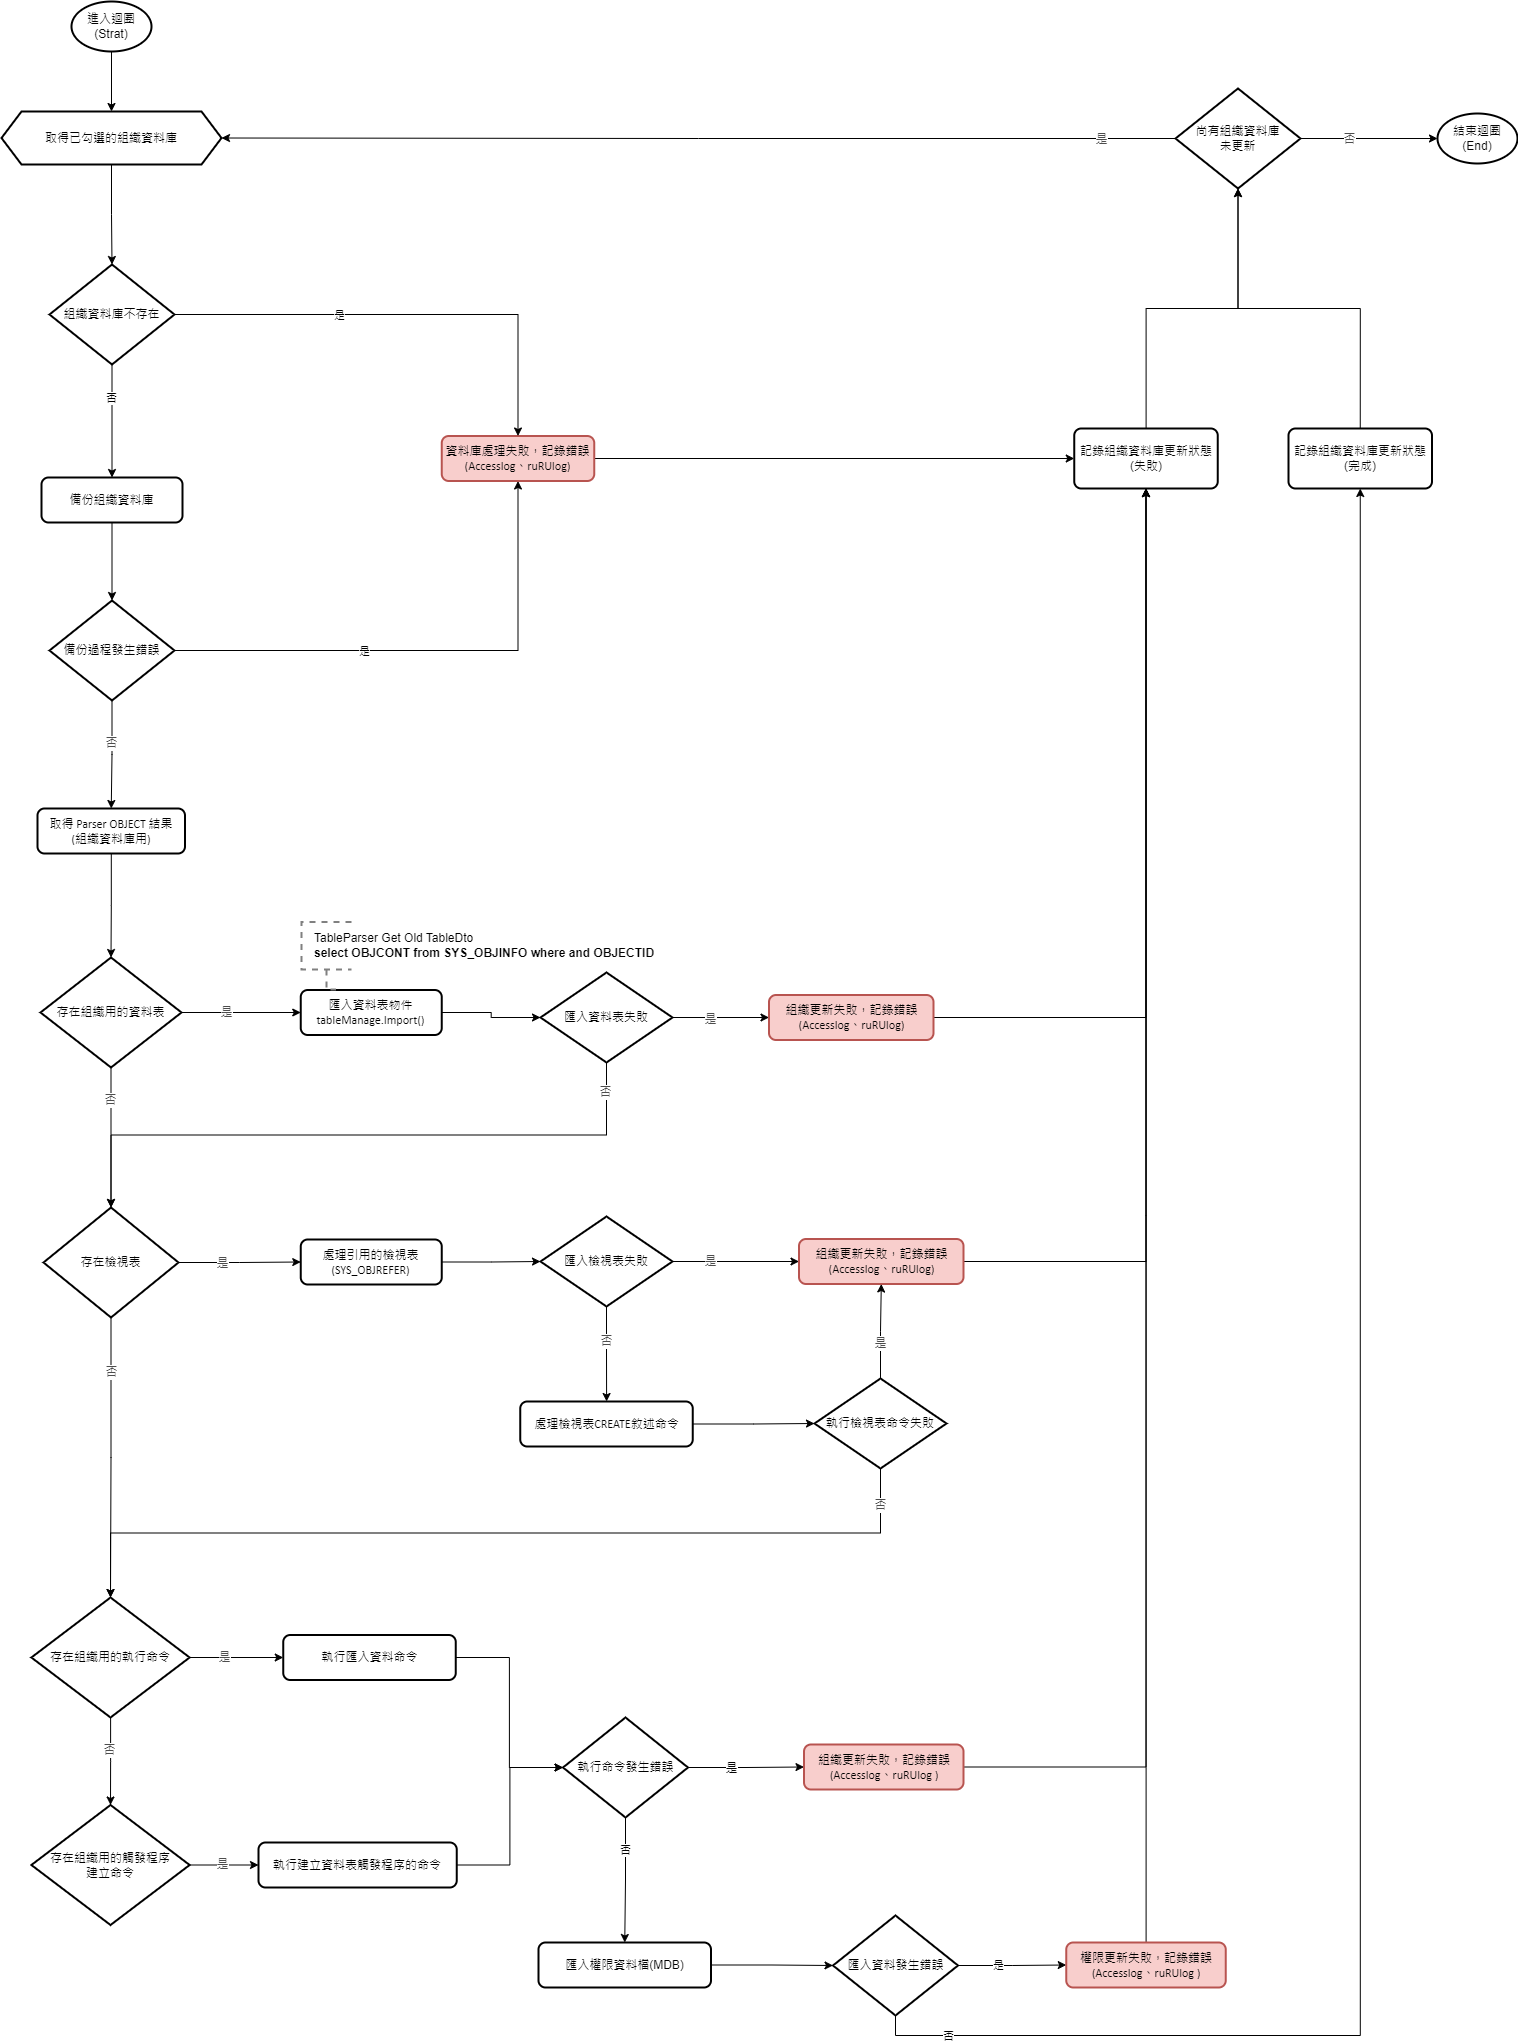 進入迴圈
(Strat)
取得已勾選的組織資料庫
是
尚有組織資料庫
未更新
否
結束迴圈
(End)
組織資料庫不存在
是
否
資料庫處理失敗，記錄錯誤
(Accesslog、ruRUlog)
記錄組織資料庫更新狀態
(失敗)
記錄組織資料庫更新狀態
(完成)
備份組織資料庫
備份過程發生錯誤
是
否
取得 Parser OBJECT 結果
(組織資料庫用)
TableParser Get Old TableDto
select OBJCONT from SYS_OBJINFO where and OBJECTID
存在組織用的資料表
是
匯入資料表物件
tableManage.Import()
匯入資料表失敗
是
組織更新失敗，記錄錯誤
(Accesslog、ruRUlog)
否
否
存在檢視表
是
處理引用的檢視表
(SYS_OBJREFER)
匯入檢視表失敗
是
組織更新失敗，記錄錯誤
(Accesslog、ruRUlog)
否
是
否
處理檢視表CREATE敘述命令
執行檢視表命令失敗
否
存在組織用的執行命令
是
執行匯入資料命令
否
執行命令發生錯誤
是
組織更新失敗，記錄錯誤
(Accesslog、ruRUlog )
存在組織用的觸發程序
建立命令
是
執行建立資料表觸發程序的命令
否
匯入權限資料檔(MDB)
匯入資料發生錯誤
是
權限更新失敗，記錄錯誤
(Accesslog、ruRUlog )
否